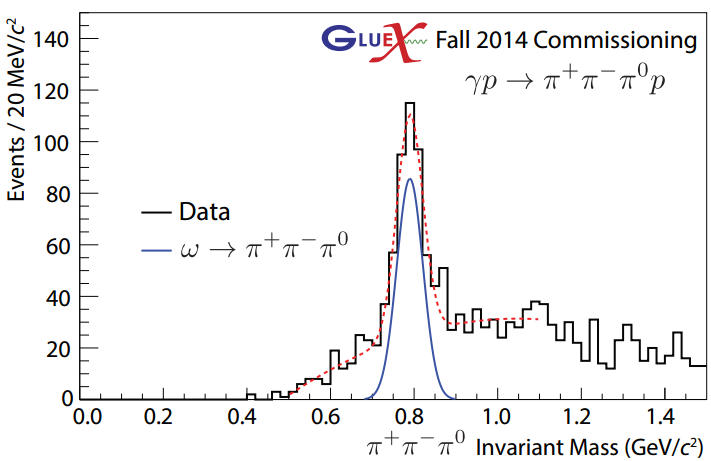 GLUEX Fall 2014 Commissioning
γp → π⁺π⁻π⁰p
Events / 20 MeV/c²
140
120
100
80
60
40
20
0
Data
ω → π⁺π⁻π⁰
0.0 0.2 0.4 0.6 0.8 1.0 1.2 1.4
π⁺π⁻π⁰ Invariant Mass (GeV/c²)